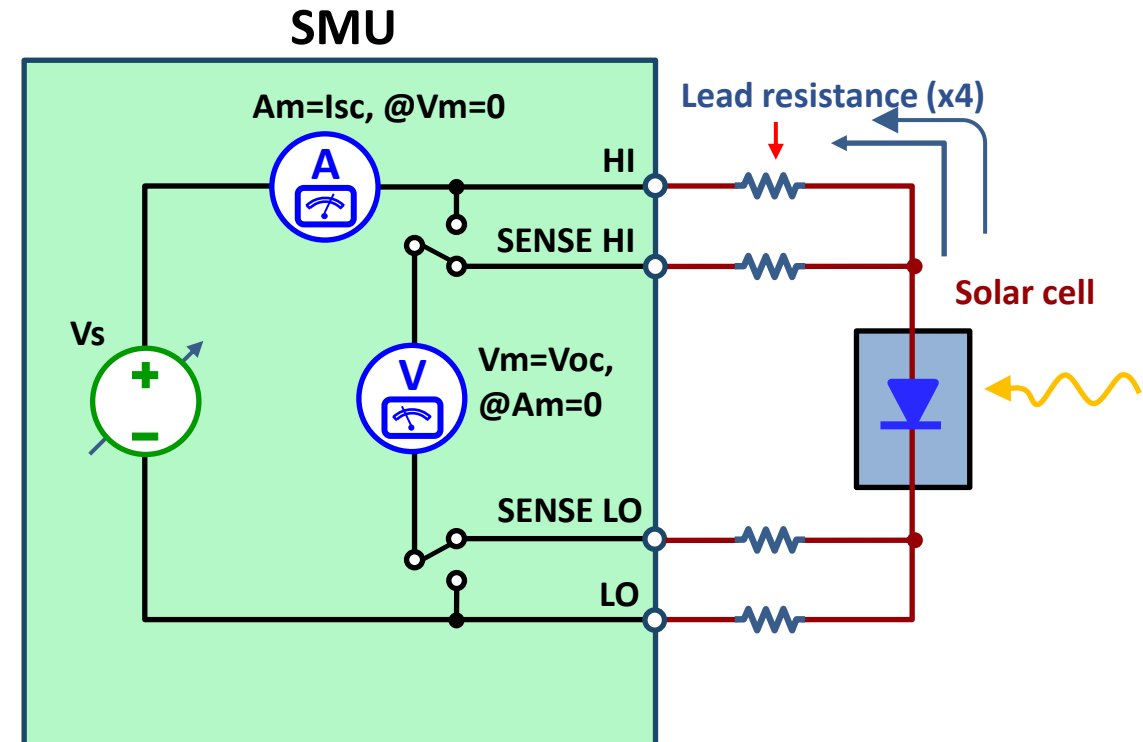 SMU
Am=Isc, @Vm=0
Lead resistance (x4)
A
HI
SENSE HI
Solar cell
Vs
+
V
Vm=Voc,
@Am=0
−
SENSE LO
LO